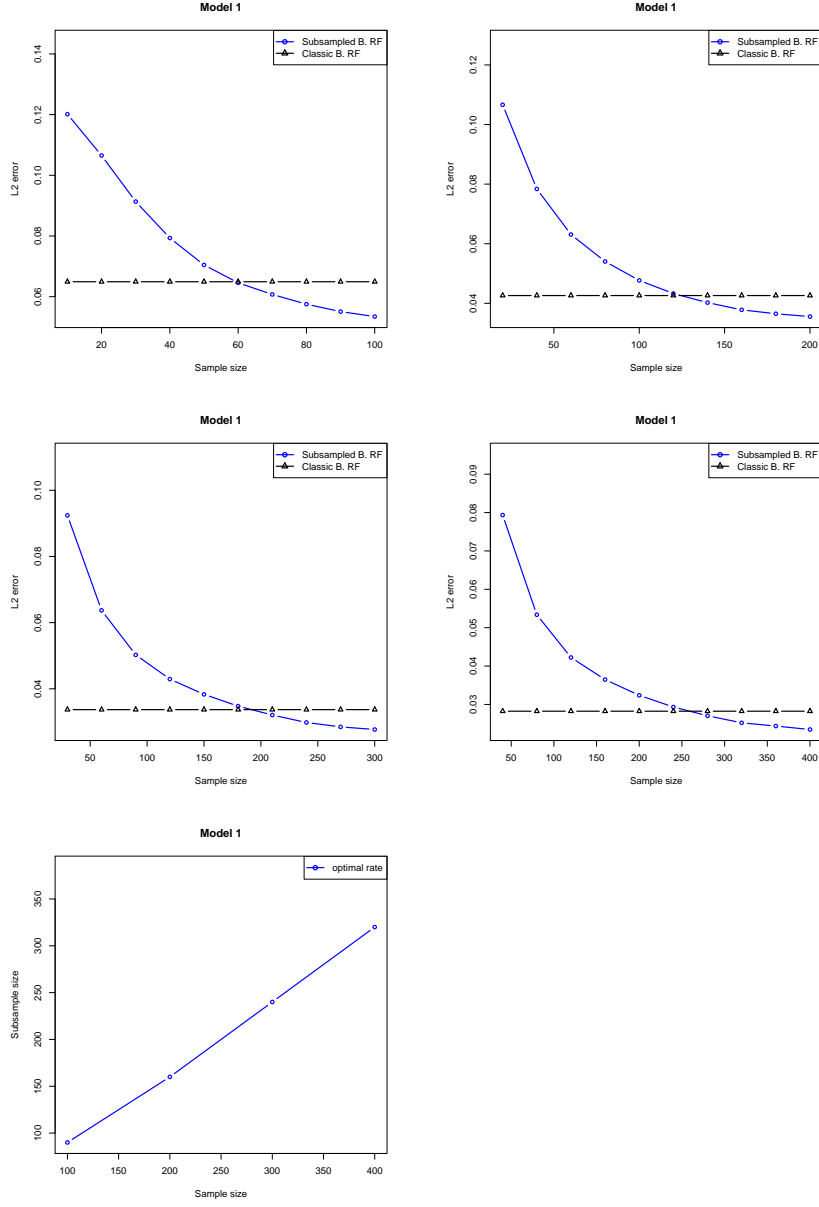 Model 1
Subsampled B. RF
Classic B. RF
L2 error
0.06
0.08
0.10
0.12
0.14
20
40
60
80
100
Sample size
Model 1
Subsampled B. RF
Classic B. RF
L2 error
0.04
0.06
0.08
0.10
50
100
150
200
Sample size
Model 1
Subsampled B. RF
Classic B. RF
L2 error
0.04
0.06
0.08
0.10
50
100
150
200
250
300
Sample size
Model 1
Subsampled B. RF
Classic B. RF
L2 error
0.03
0.04
0.05
0.06
0.07
0.08
0.09
50
100
150
200
250
300
350
400
Sample size
Model 1
optimal rate
Subsample size
100
150
200
250
300
350
100
150
200
250
300
350
400
Sample size